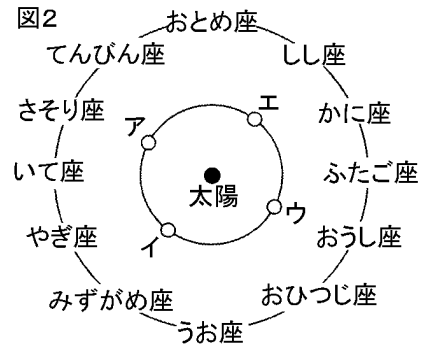 図2
おとめ座
てんびん座
しし座
さそり座
エ
かに座
ア
いて座
太陽
ふたご座
ウ
やぎ座
イ
おうし座
みずがめ座
おひつじ座
うお座